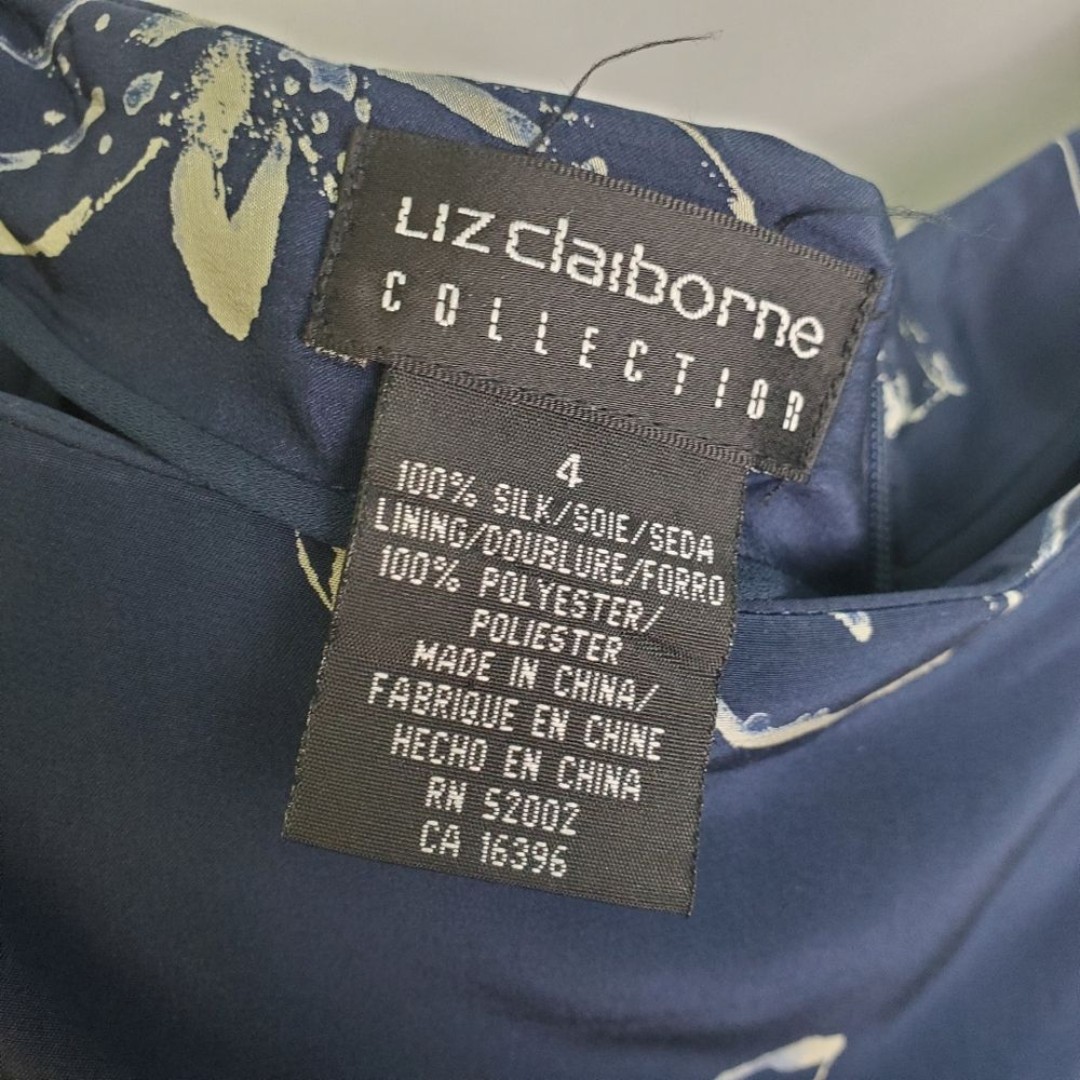 LIZ claiborne
COLLECTION
4
100% SILK/SOIE/SEDA
LINING/DOUBLURE/FORRO
100% POLYESTER/
POLIESTER
MADE IN CHINA/
FABRIQUE EN CHINE
HECHO EN CHINA
RN 52002
CA 16396